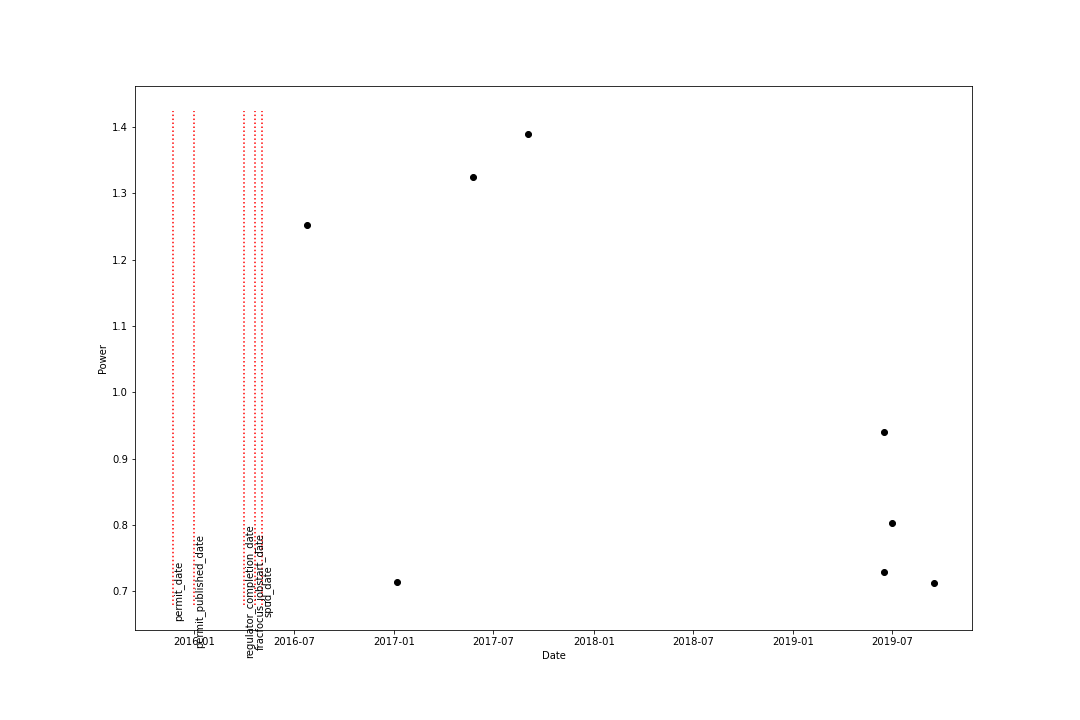 1.4
1.3
1.2
1.1
1.0
0.9
0.8
0.7
Power
permit_date
permit_published_date
regulator_completion_date
fracfocus_jobstart_date
spud_date
2016-01
2016-07
2017-01
2017-07
2018-01
2018-07
2019-01
2019-07
Date